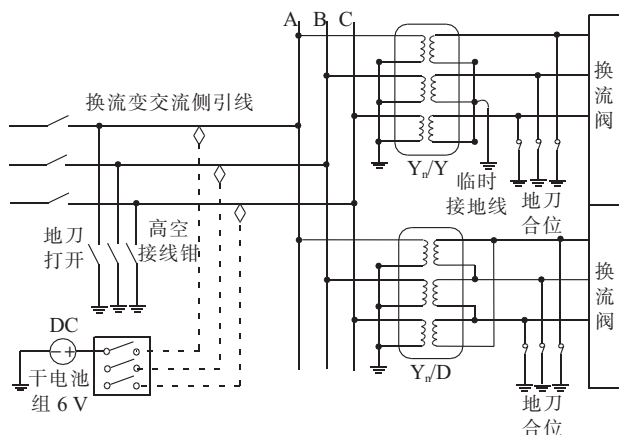 A B C
换流变交流侧引线
换
流
阀
Yₙ/Y
临时
接地线
地刀
合位
地刀
打开
高空
接线钳
换
流
阀
DC
− +
干电池
组 6 V
Yₙ/D
地刀
合位